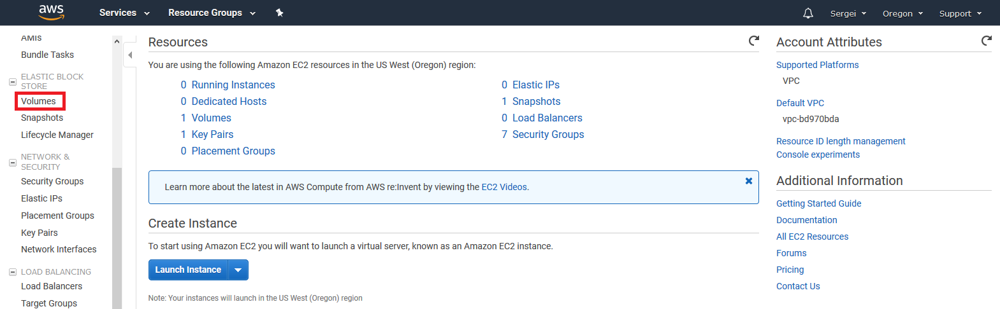 aws
Services
Resource Groups
Sergei
Oregon
Support
AMIs
Bundle Tasks
ELASTIC BLOCK
STORE
Volumes
Snapshots
Lifecycle Manager
NETWORK &
SECURITY
Security Groups
Elastic IPs
Placement Groups
Key Pairs
Network Interfaces
LOAD BALANCING
Load Balancers
Target Groups
Resources
You are using the following Amazon EC2 resources in the US West (Oregon) region:
0 Running Instances
0 Dedicated Hosts
1 Volumes
1 Key Pairs
0 Placement Groups
0 Elastic IPs
1 Snapshots
0 Load Balancers
7 Security Groups
Learn more about the latest in AWS Compute from AWS re:Invent by viewing the EC2 Videos.
Create Instance
To start using Amazon EC2 you will want to launch a virtual server, known as an Amazon EC2 instance.
Launch Instance
Note: Your instances will launch in the US West (Oregon) region
Account Attributes
Supported Platforms
VPC
Default VPC
vpc-bd970bda
Resource ID length management
Console experiments
Additional Information
Getting Started Guide
Documentation
All EC2 Resources
Forums
Pricing
Contact Us